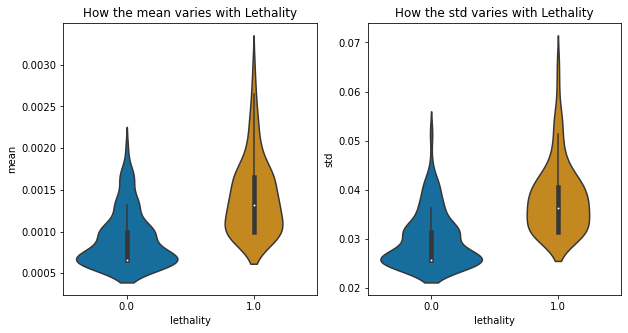 How the mean varies with Lethality
How the std varies with Lethality
0.0030
0.0025
0.0020
0.0015
0.0010
0.0005
mean
0.0
1.0
lethality
0.07
0.06
0.05
0.04
0.03
0.02
std
0.0
1.0
lethality